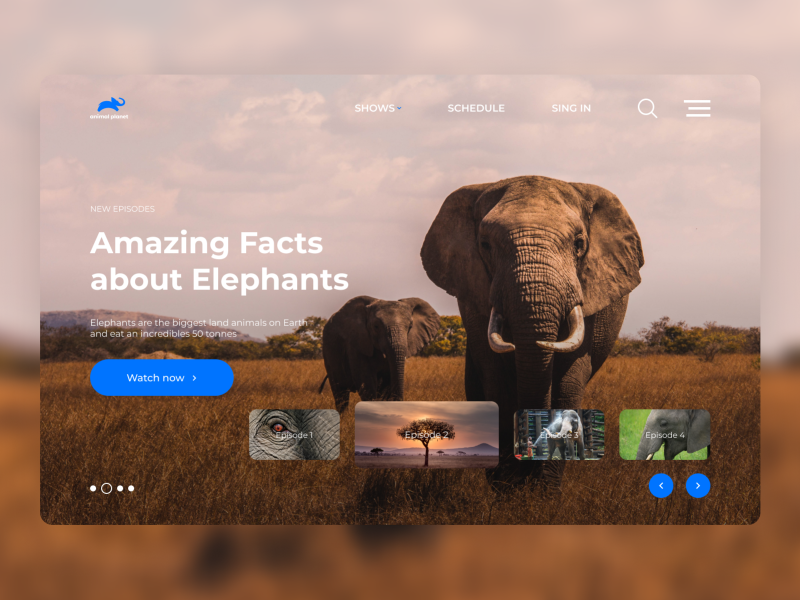 animal planet
SHOWS
SCHEDULE
SING IN
NEW EPISODES
Amazing Facts
about Elephants
Elephants are the biggest land animals on Earth
and eat an incredibles 50 tonnes
Watch now
Episode 1
Episode 2
Episode 3
Episode 4